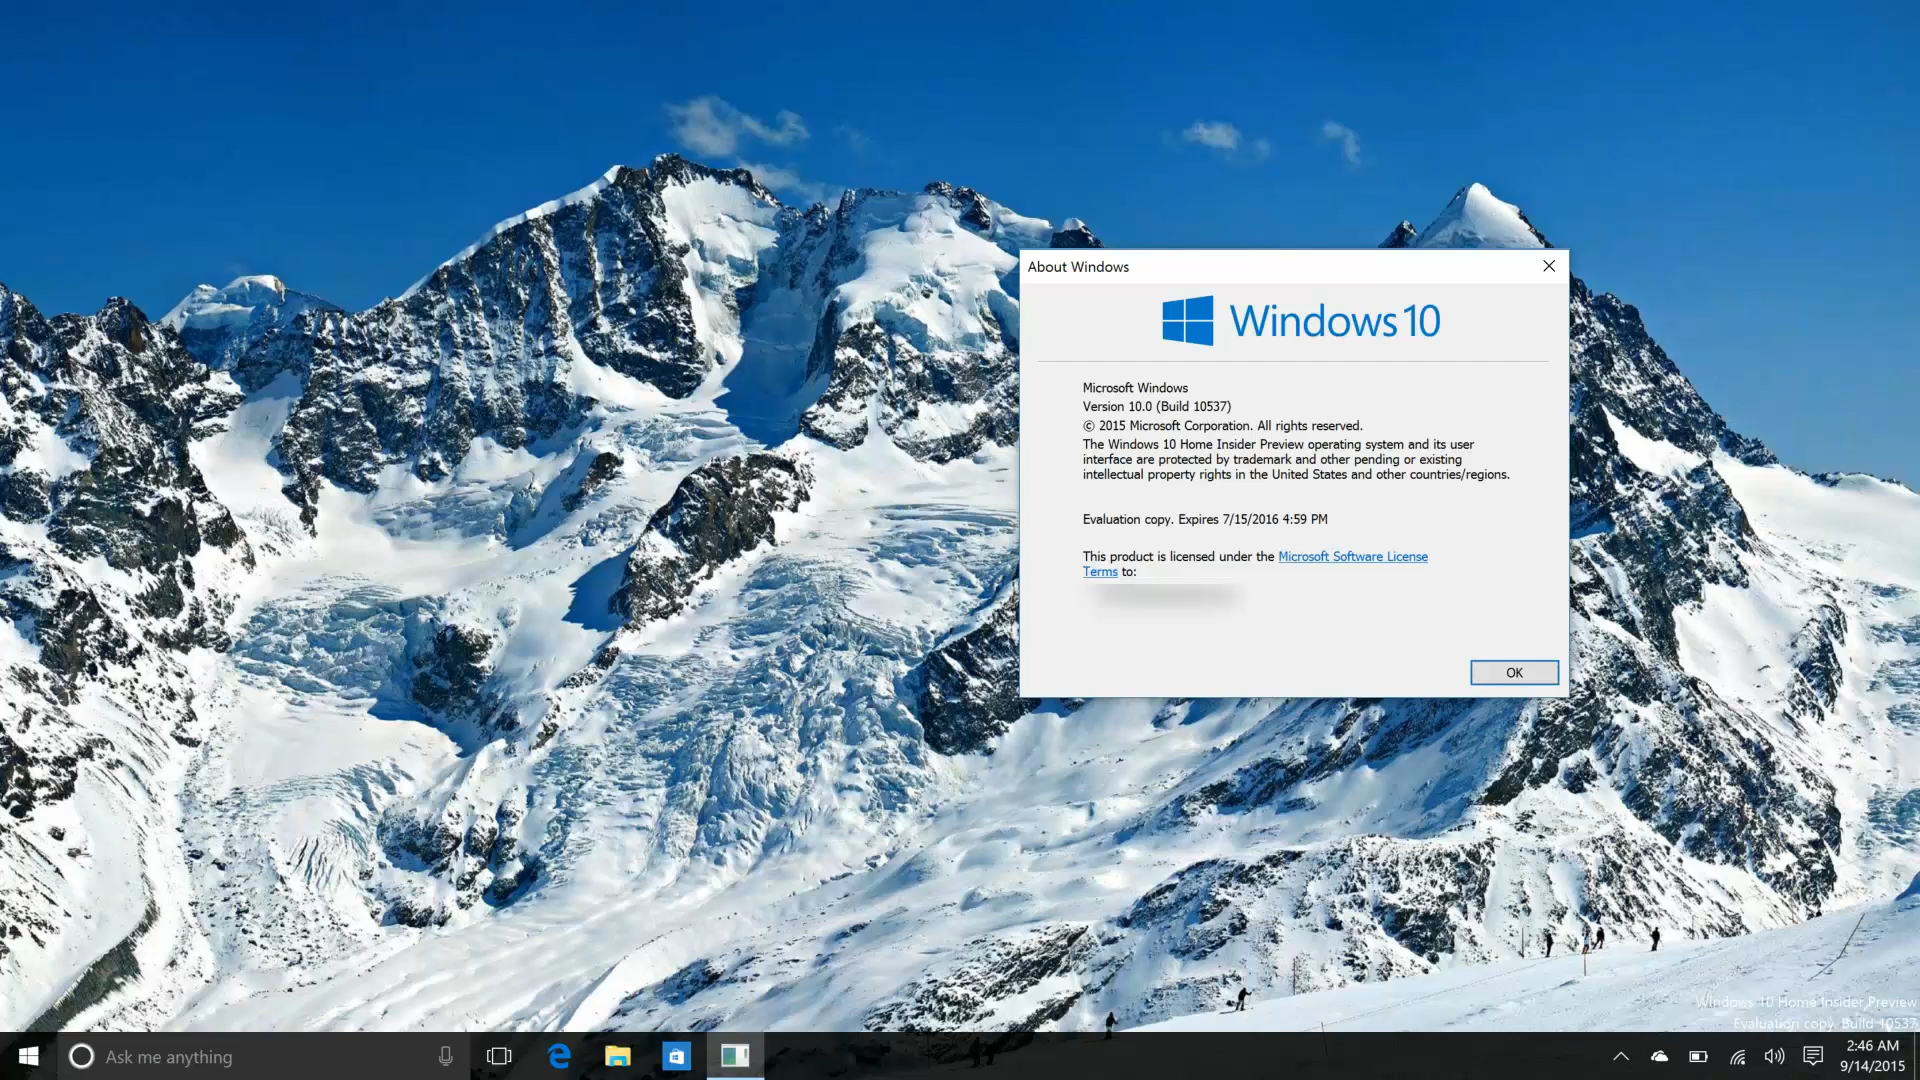 About Windows
Windows 10
Microsoft Windows
Version 10.0 (Build 10537)
© 2015 Microsoft Corporation. All rights reserved.
The Windows 10 Home Insider Preview operating system and its user
interface are protected by trademark and other pending or existing
intellectual property rights in the United States and other countries/regions.
Evaluation copy. Expires 7/15/2016 4:59 PM
This product is licensed under the Microsoft Software License
Terms to:
OK
Windows 10 Home Insider Preview
Evaluation copy. Build 10537
Ask me anything
2:46 AM
9/14/2015